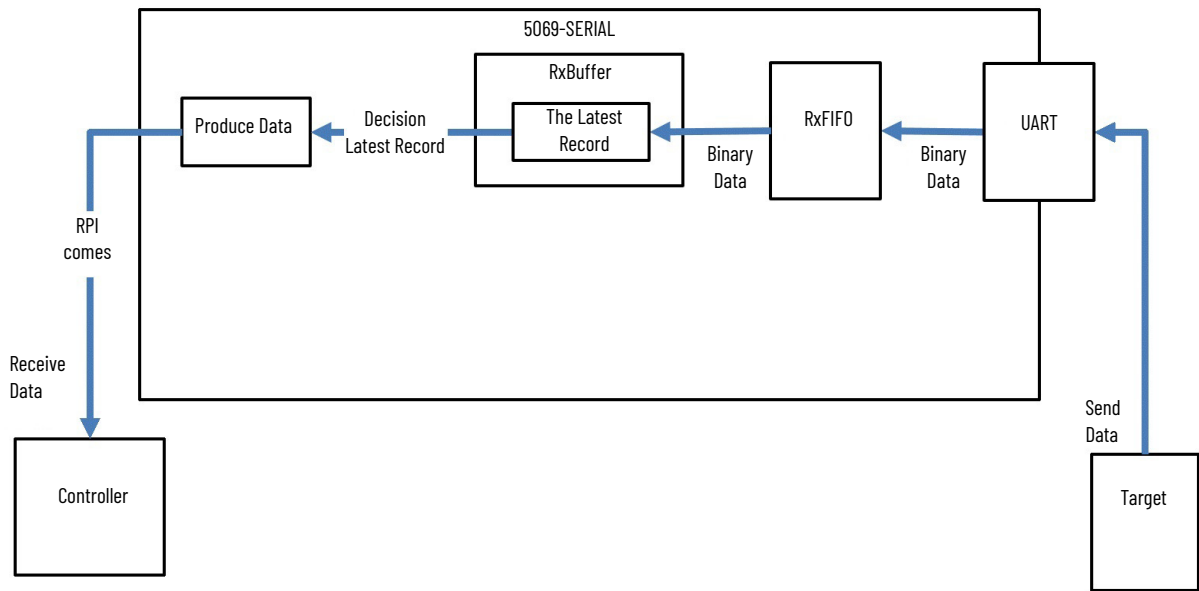 5069-SERIAL
RxBuffer
The Latest
Record
Produce Data
Decision
Latest Record
RxFIFO
UART
Binary
Data
Binary
Data
RPI
comes
Receive
Data
Controller
Send
Data
Target